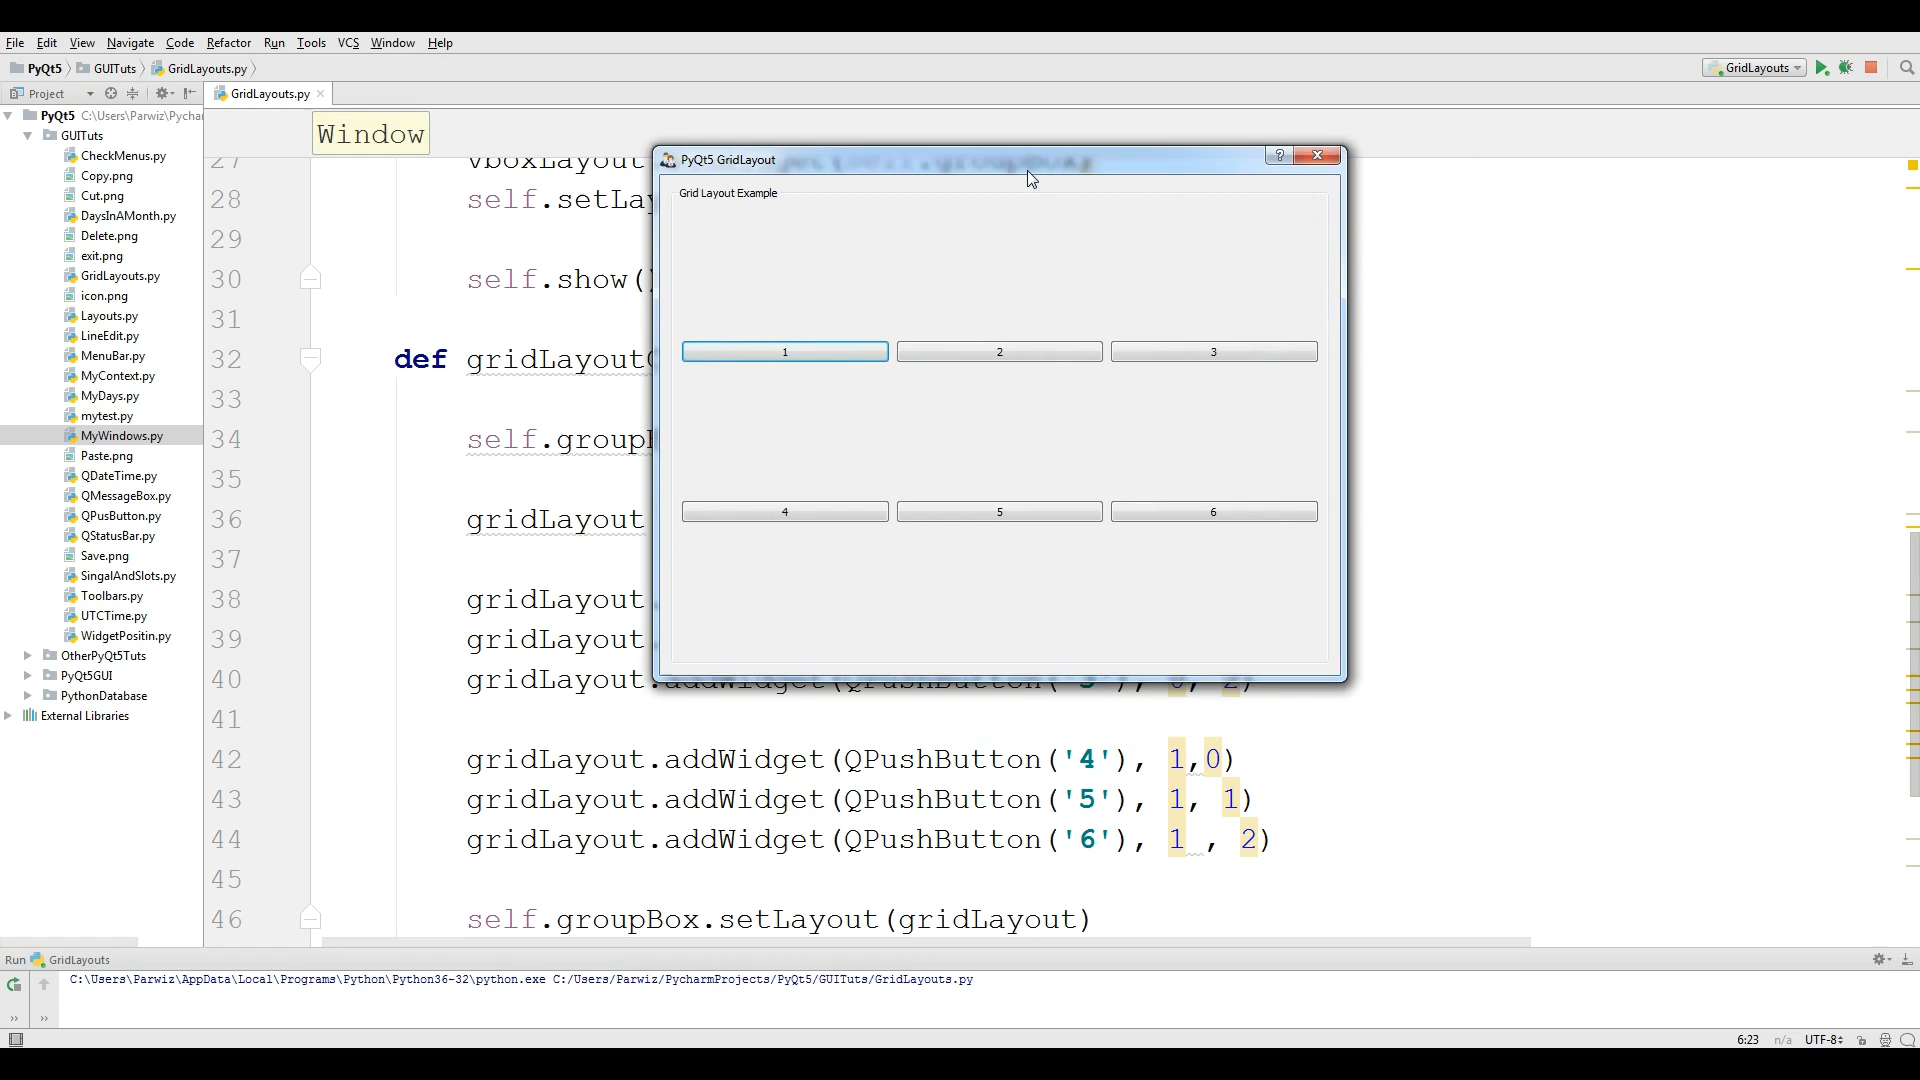 File Edit View Navigate Code Refactor Run Tools VCS Window Help
PyQt5 GUITuts GridLayouts.py
GridLayouts
Project
GridLayouts.py
PyQt5 C:\Users\Parwiz\Pychar
GUITuts
CheckMenus.py
Copy.png
Cut.png
DaysInAMonth.py
Delete.png
exit.png
GridLayouts.py
icon.png
Layouts.py
LineEdit.py
MenuBar.py
MyContext.py
MyDays.py
mytest.py
MyWindows.py
Paste.png
QDateTime.py
QMessageBox.py
QPusButton.py
QStatusBar.py
Save.png
SingalAndSlots.py
Toolbars.py
UTCTime.py
WidgetPositin.py
OtherPyQt5Tuts
PyQt5GUI
PythonDatabase
External Libraries
Window
27 vboxLayout
28 self.setLay
29
30 self.show()
31
32 def gridLayout
33
34 self.group
35
36 gridLayout
37
38 gridLayout.
39 gridLayout.
40 gridLayout.addWidget(QPushButton('3'), 0, 2)
41
42 gridLayout.addWidget(QPushButton('4'), 1,0)
43 gridLayout.addWidget(QPushButton('5'), 1, 1)
44 gridLayout.addWidget(QPushButton('6'), 1 , 2)
45
46 self.groupBox.setLayout(gridLayout)
PyQt5 GridLayout ?
Grid Layout Example
1 2 3
4 5 6
Run GridLayouts
C:\Users\Parwiz\AppData\Local\Programs\Python\Python36-32\python.exe C:/Users/Parwiz/PycharmProjects/PyQt5/GUITuts/GridLayouts.py
6:23 n/a UTF-8